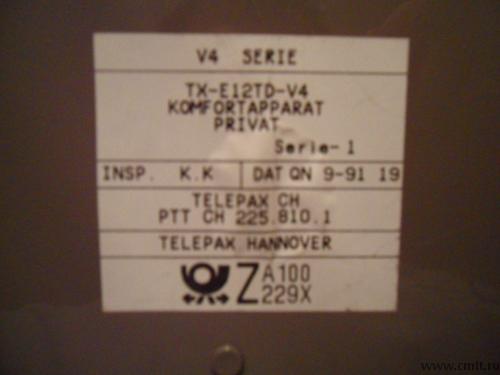 V4 SERIE
TX-E12TD-V4
KOMFORTAPPARAT
PRIVAT
Serie-1
INSP. K.K DAT QN 9-91 19
TELEPAX CH
PTT CH 225.810.1
TELEPAX HANNOVER
Z A100
229X
www.cmlt.ro